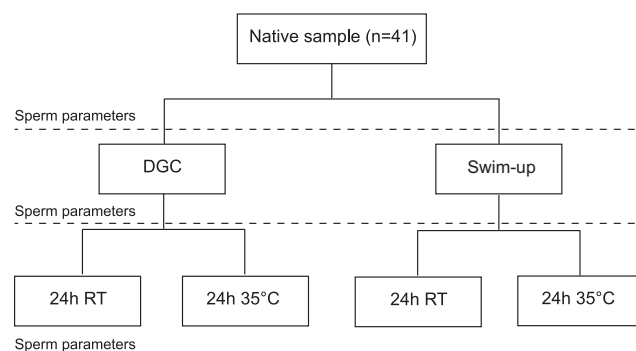 Native sample (n=41)
Sperm parameters
DGC
Swim-up
Sperm parameters
24h RT
24h 35°C
24h RT
24h 35°C
Sperm parameters